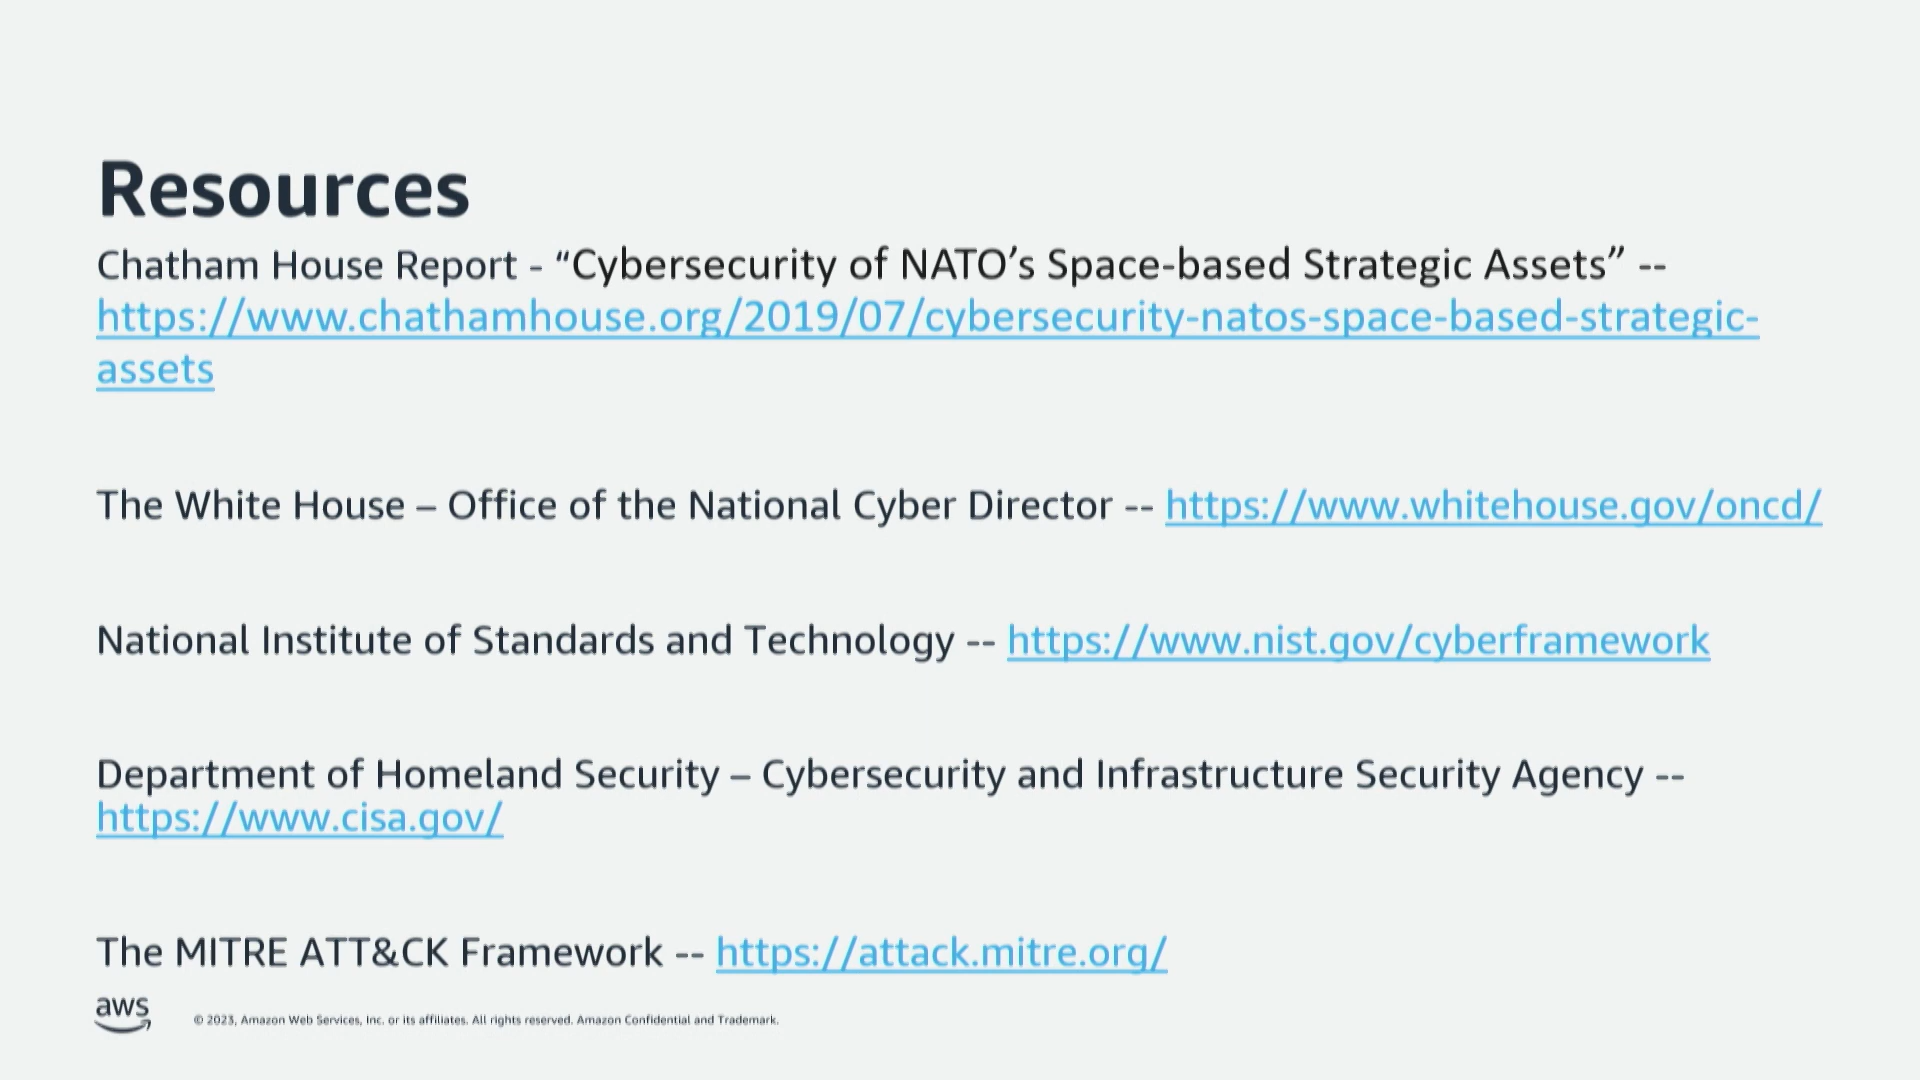 Resources
Chatham House Report - “Cybersecurity of NATO’s Space-based Strategic Assets” --
https://www.chathamhouse.org/2019/07/cybersecurity-natos-space-based-strategic-
assets
The White House – Office of the National Cyber Director -- https://www.whitehouse.gov/oncd/
National Institute of Standards and Technology -- https://www.nist.gov/cyberframework
Department of Homeland Security – Cybersecurity and Infrastructure Security Agency --
https://www.cisa.gov/
The MITRE ATT&CK Framework -- https://attack.mitre.org/
aws
© 2023, Amazon Web Services, Inc. or its affiliates. All rights reserved. Amazon Confidential and Trademark.